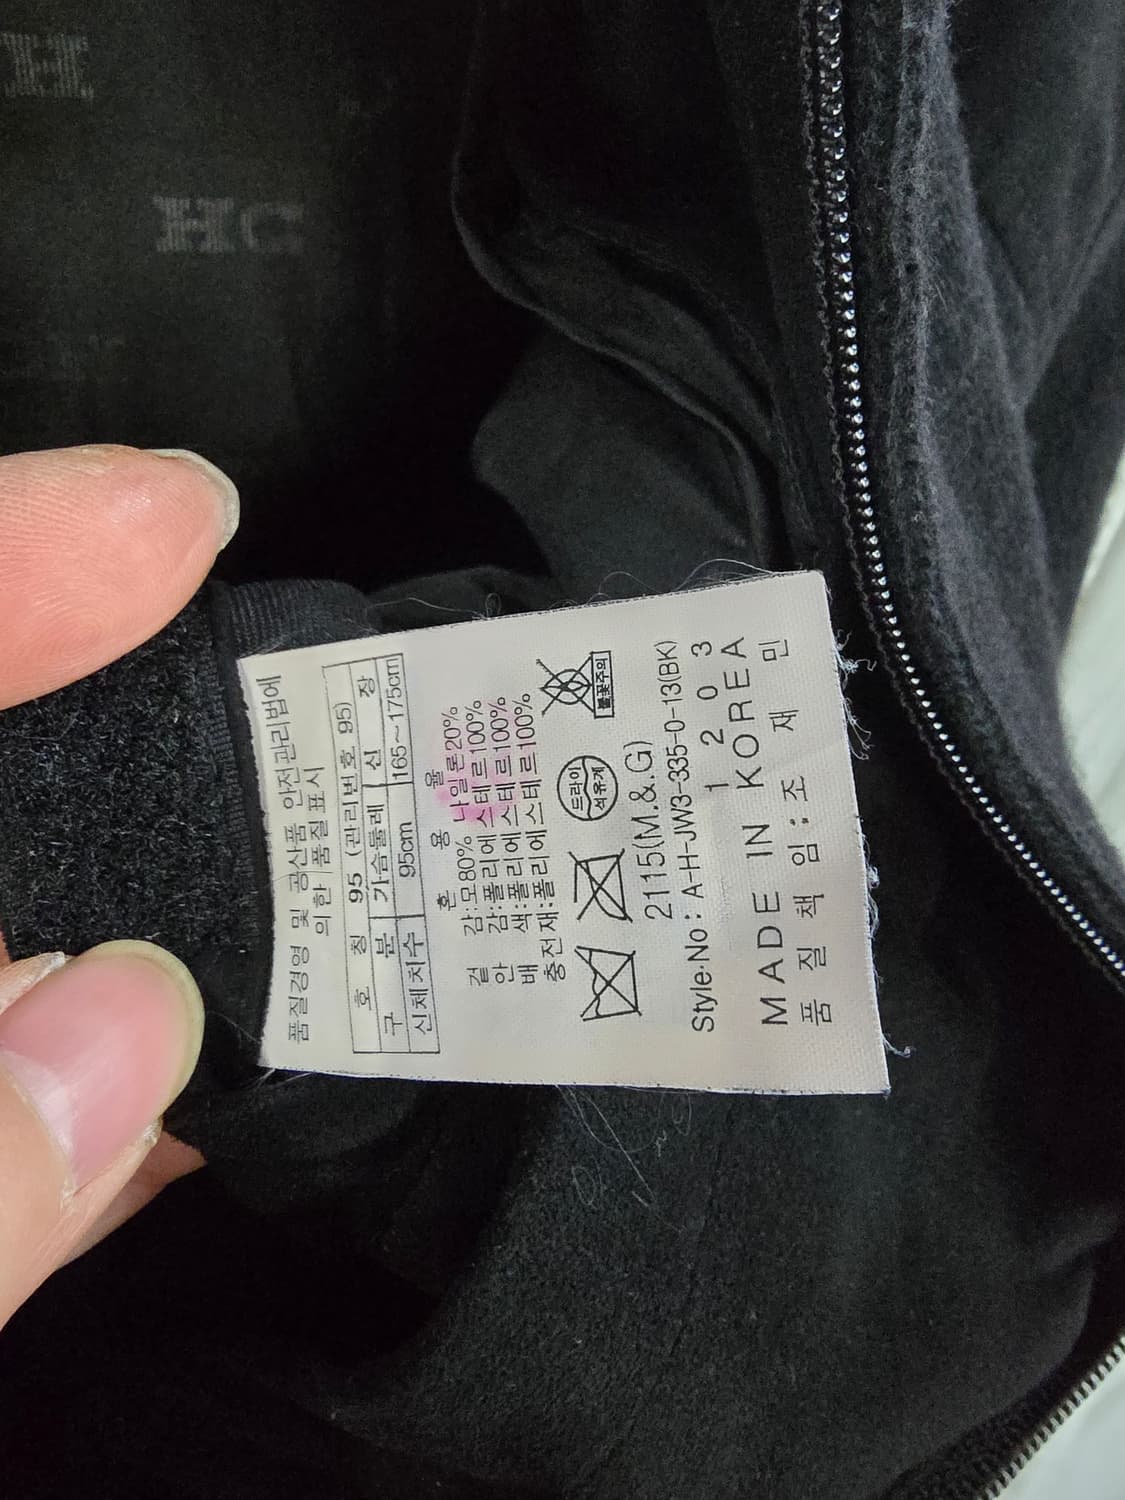 HC
품질경영 및 공산품 안전관리법에
의한 품질표시
호 칭 95 (관리번호 95)
구 분 가슴둘레 신 장
신체치수 95cm 165~175cm
혼 용 율
겉 감:모80% 나일론20%
안 감:폴리에스테르100%
배 색:폴리에스테르100%
충전재:폴리에스테르100%
드라이
석유계
불꽃주의
2115(M.&.G)
Style·No: A-H-JW3-335-0-13(BK)
1 2 0 3
MADE IN KOREA
품 질 책 임 : 조 재 민